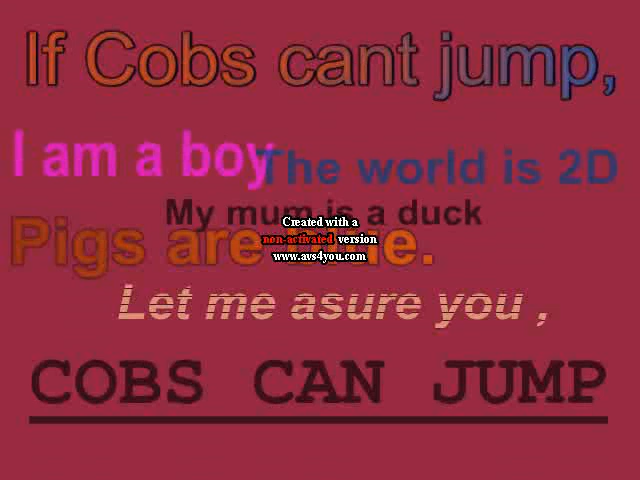 If Cobs cant jump,
I am a boy
The world is 2D
My mum is a duck
Pigs are blue.
Created with a
non-activated version
www.avs4you.com
Let me asure you ,
COBS CAN JUMP